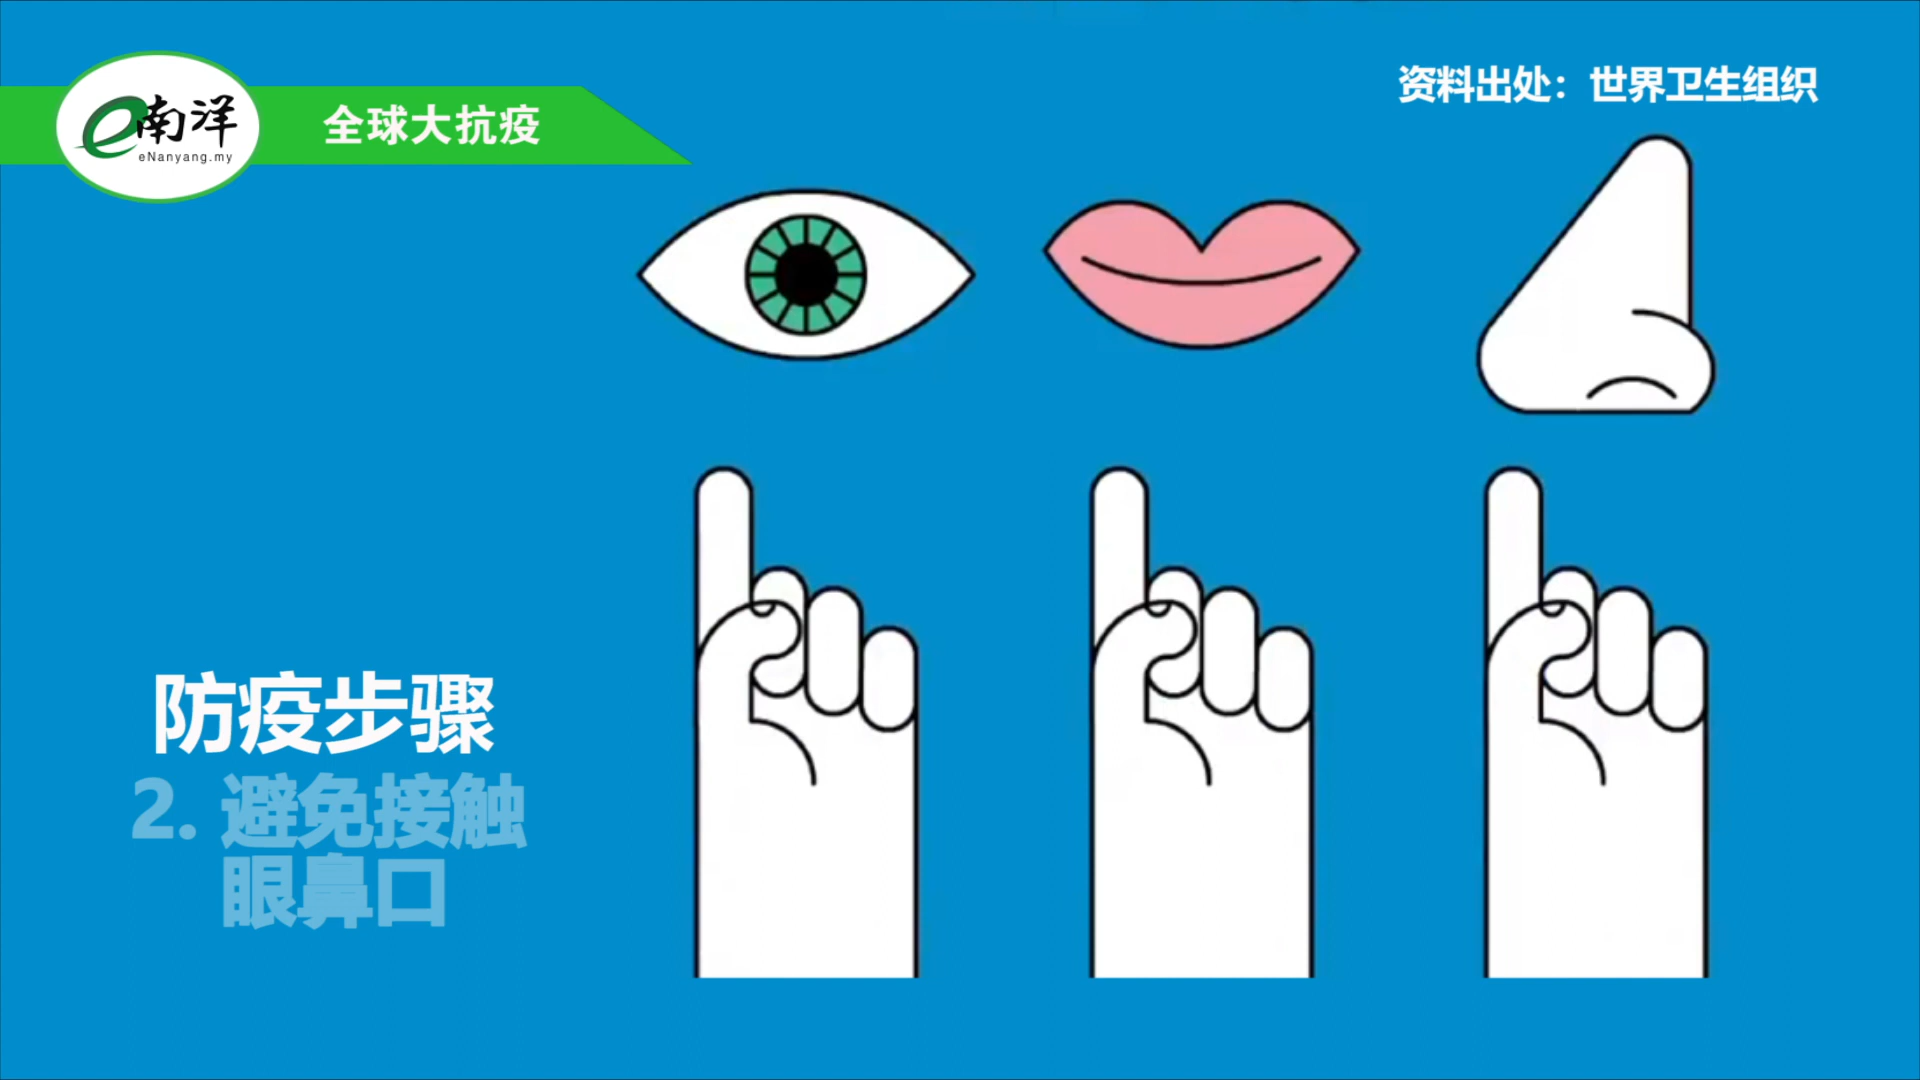 e南洋
eNanyang.my
全球大抗疫
资料出处：世界卫生组织
防疫步骤
2. 避免接触
眼鼻口